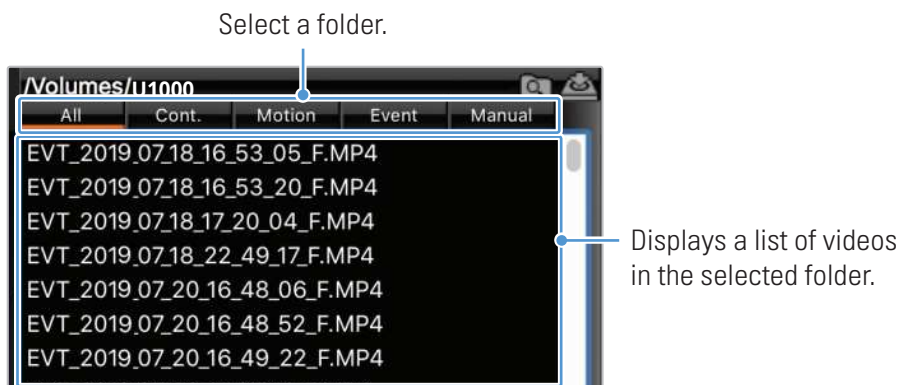 Select a folder.
/Volumes/U1000
All Cont. Motion Event Manual
EVT_2019_07_18_16_53_05_F.MP4
EVT_2019_07_18_16_53_20_F.MP4
EVT_2019_07_18_17_20_04_F.MP4
EVT_2019_07_18_22_49_17_F.MP4
EVT_2019_07_20_16_48_06_F.MP4
EVT_2019_07_20_16_48_52_F.MP4
EVT_2019_07_20_16_49_22_F.MP4
Displays a list of videos
in the selected folder.